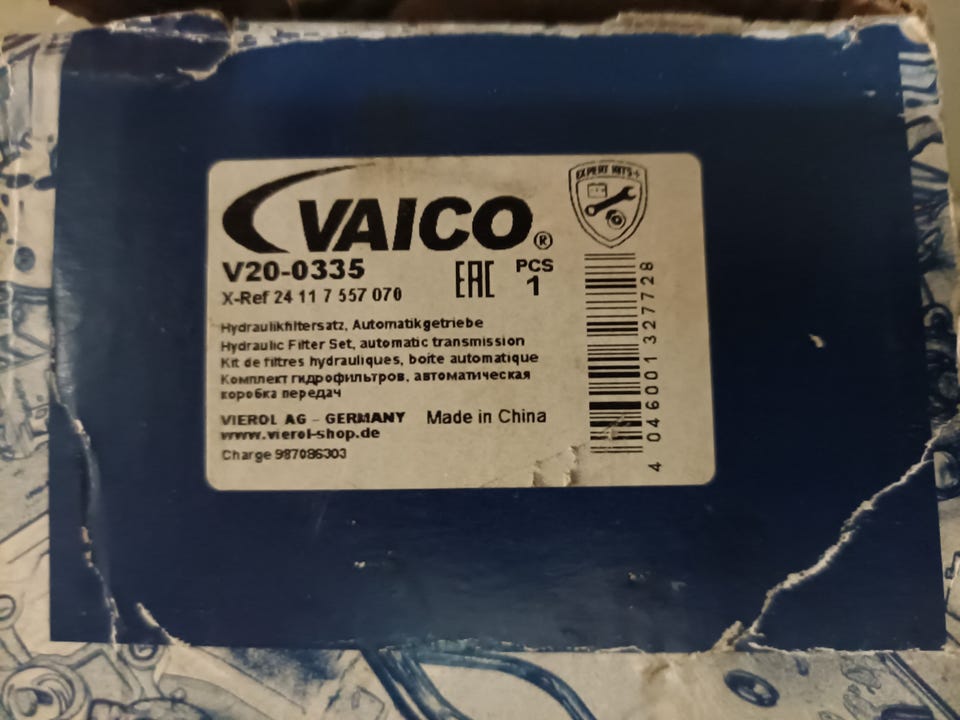 EXPERT KITS+
VAICO®
V20-0335
EAC
PCS
1
X-Ref 24 11 7 557 070
Hydraulikfiltersatz, Automatikgetriebe
Hydraulic Filter Set, automatic transmission
Kit de filtres hydrauliques, boîte automatique
Комплект гидрофильтров, автоматическая
коробка передач
VIEROL AG - GERMANY Made in China
www.vierol-shop.de
Charge 987086303
4 046001 327728